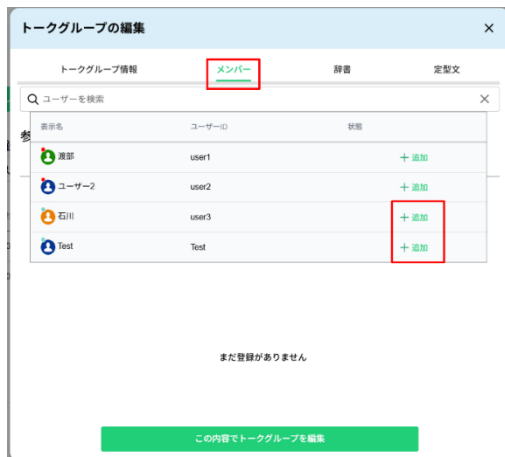 トークグループの編集
トークグループ情報 メンバー 辞書 定型文
ユーザーを検索
参
表示名 ユーザーID 状態
渡部 user1 + 追加
ユーザー2 user2 + 追加
石川 user3 + 追加
Test Test + 追加
まだ登録がありません
この内容でトークグループを編集